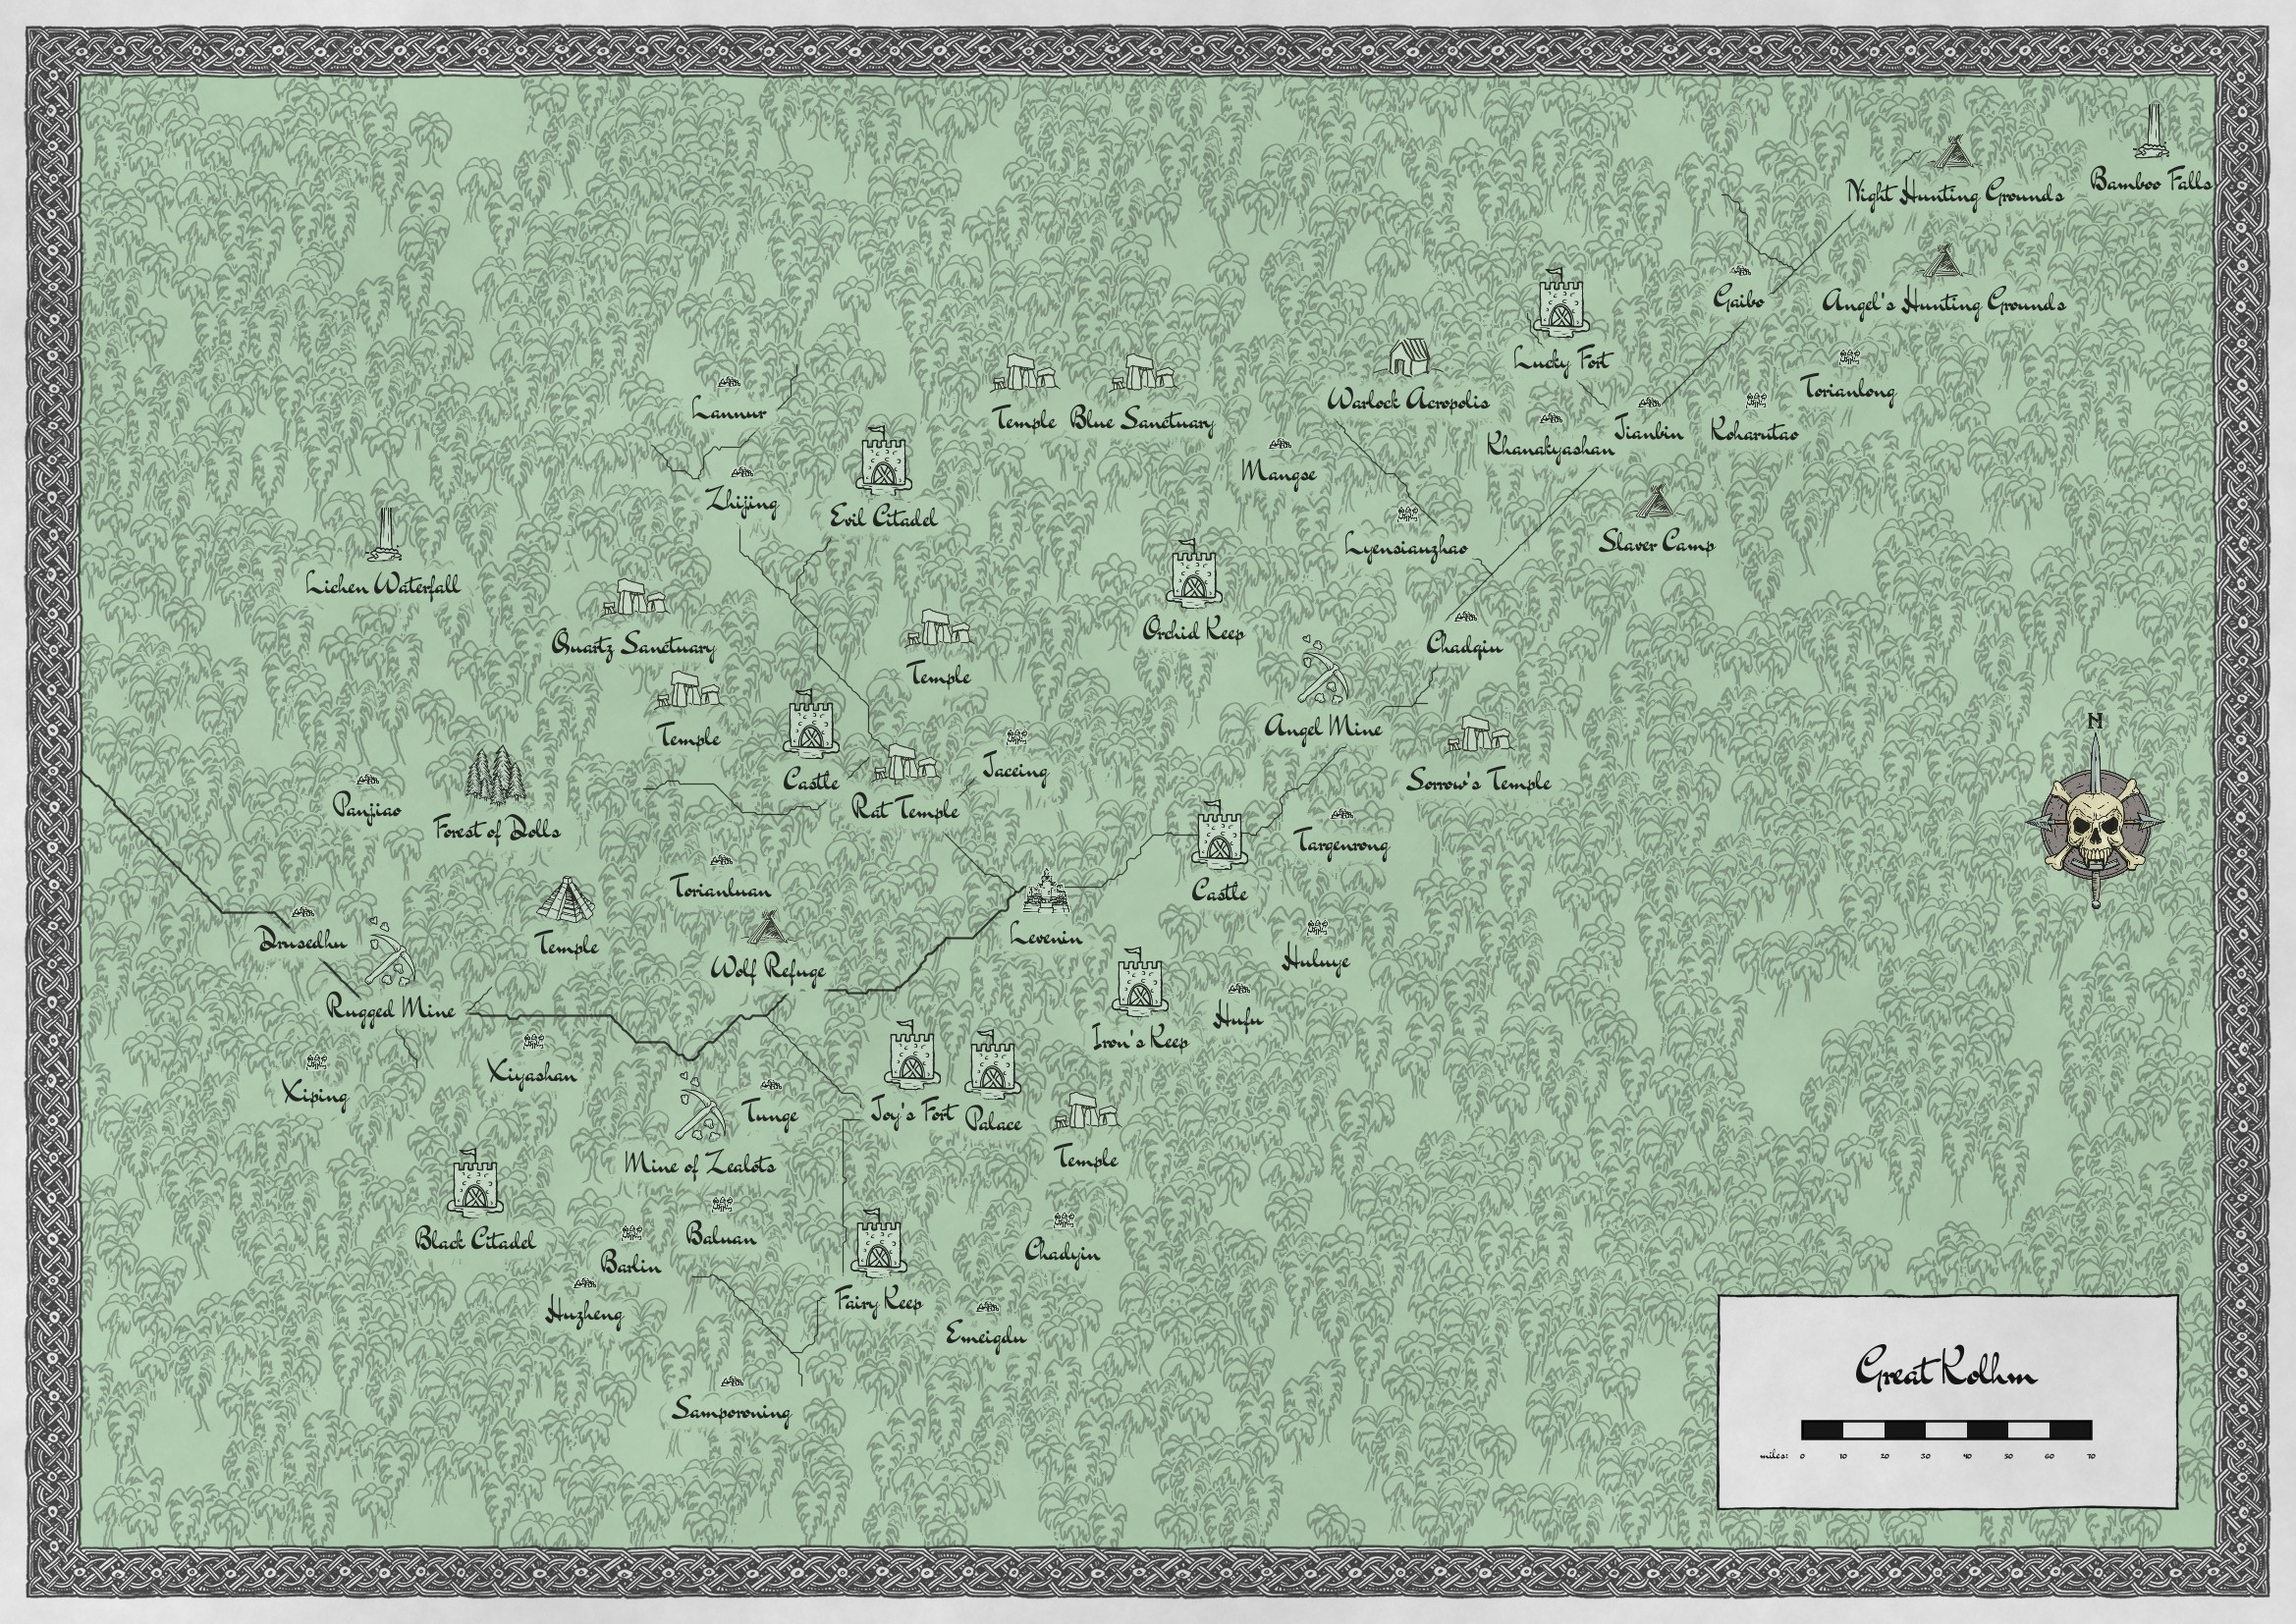 Night Hunting Grounds
Bamboo Falls
Gaibo
Angel's Hunting Grounds
Lucky Fort
Torianlong
Lannur
Temple
Blue Sanctuary
Warlock Acropolis
Khanakyashan
Jianbin
Koharutao
Mangse
Zhijing
Evil Citadel
Lyensianzhao
Slaver Camp
Lichen Waterfall
Quartz Sanctuary
Orchid Keep
Chadqin
Temple
Temple
Angel Mine
Castle
Jaceing
Sorrow's Temple
N
Panjiao
Forest of Dolls
Rat Temple
Targenrong
Torianluan
Castle
Drusedhu
Temple
Levenin
Wolf Refuge
Huluye
Rugged Mine
Hufu
Iron's Keep
Xiyashan
Xiping
Tunge
Joy's Fort
Palace
Mine of Zealots
Temple
Black Citadel
Baluan
Barlin
Chadyin
Huzheng
Fairy Keep
Emeigdu
Samporoning
Great Kolhm
miles: 0 10 20 30 40 50 60 70